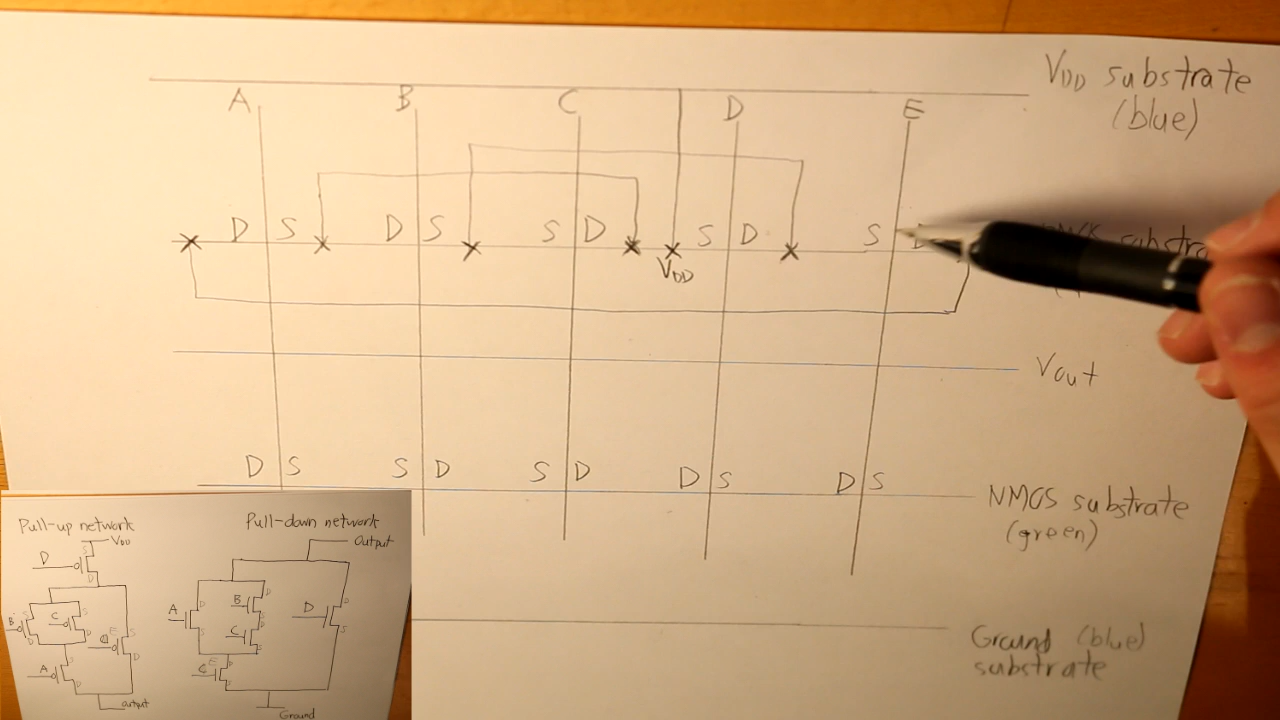 VDD substrate
(blue)
A B C D E
D S D S S D S D S
VDD
Vout
D S S D S D D S D S
NMOS substrate
(green)
Ground (blue)
substrate
Pull-up network
VDD
D
B C E
A
output
Pull-down network
output
A B D
C
E
Ground